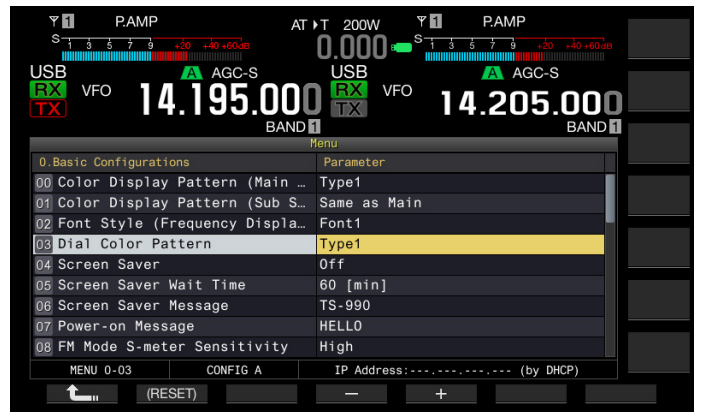 1 P.AMP AT T 200W 1 P.AMP
S 1 3 5 7 9 +20 +40 +60dB 0.000 S 1 3 5 7 9 +20 +40 +60dB
USB A AGC-S USB A AGC-S
RX VFO 14.195.000 RX VFO 14.205.000
TX TX
BAND 1 BAND 1
Menu
0.Basic Configurations Parameter
00 Color Display Pattern (Main … Type1
01 Color Display Pattern (Sub S… Same as Main
02 Font Style (Frequency Displa… Font1
03 Dial Color Pattern Type1
04 Screen Saver Off
05 Screen Saver Wait Time 60 [min]
06 Screen Saver Message TS-990
07 Power-on Message HELLO
08 FM Mode S-meter Sensitivity High
MENU 0-03 CONFIG A IP Address:---.---.---.--- (by DHCP)
(RESET) − +